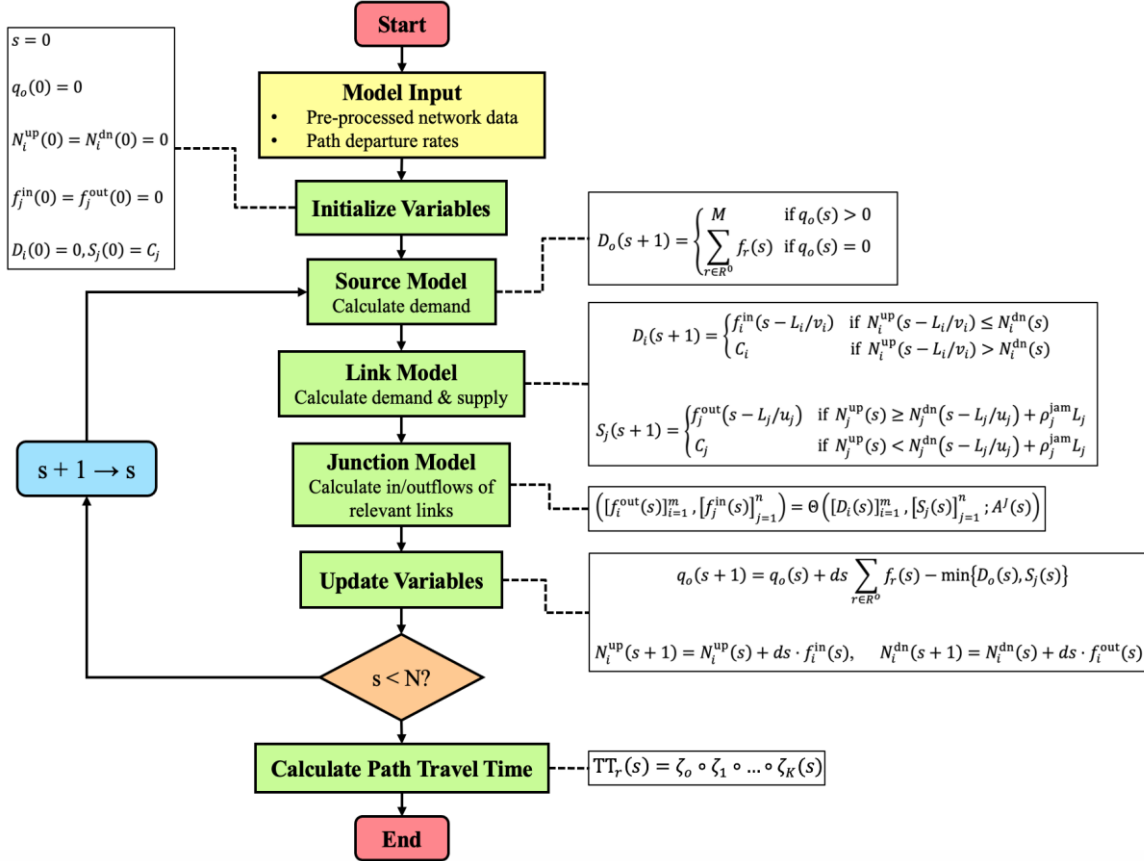 Start
s = 0
q_o(0) = 0
N_i^up(0) = N_i^dn(0) = 0
f_j^in(0) = f_j^out(0) = 0
D_i(0) = 0, S_j(0) = C_j
Model Input
• Pre-processed network data
• Path departure rates
Initialize Variables
Source Model
Calculate demand
D_o(s + 1) = { M if q_o(s) > 0
∑_{r∈R^o} f_r(s) if q_o(s) = 0
Link Model
Calculate demand & supply
D_i(s + 1) = { f_i^in(s − L_i/v_i) if N_i^up(s − L_i/v_i) ≤ N_i^dn(s)
C_i if N_i^up(s − L_i/v_i) > N_i^dn(s)
S_j(s + 1) = { f_j^out(s − L_j/u_j) if N_j^up(s) ≥ N_j^dn(s − L_j/u_j) + ρ_j^jam L_j
C_j if N_j^up(s) < N_j^dn(s − L_j/u_j) + ρ_j^jam L_j
Junction Model
Calculate in/outflows of
relevant links
([f_i^out(s)]_{i=1}^m, [f_j^in(s)]_{j=1}^n) = Θ([D_i(s)]_{i=1}^m, [S_j(s)]_{j=1}^n; A^J(s))
s + 1 → s
Update Variables
q_o(s + 1) = q_o(s) + ds ∑_{r∈R^o} f_r(s) − min{D_o(s), S_j(s)}
N_i^up(s + 1) = N_i^up(s) + ds · f_i^in(s), N_i^dn(s + 1) = N_i^dn(s) + ds · f_i^out(s)
s < N?
Calculate Path Travel Time
TT_r(s) = ζ_o ∘ ζ_1 ∘ … ∘ ζ_K(s)
End